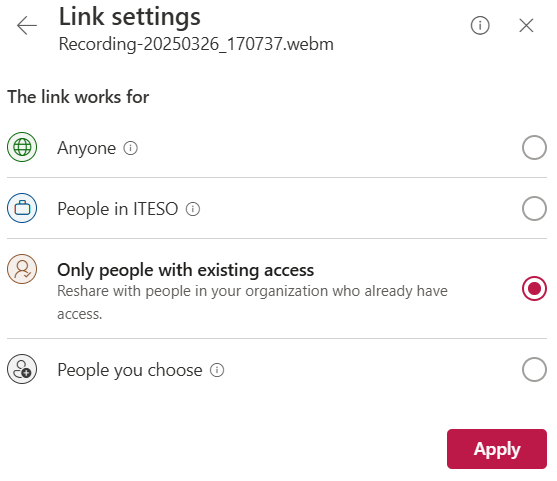 Link settings
Recording-20250326_170737.webm
The link works for
Anyone
People in ITESO
Only people with existing access
Reshare with people in your organization who already have
access.
People you choose
Apply